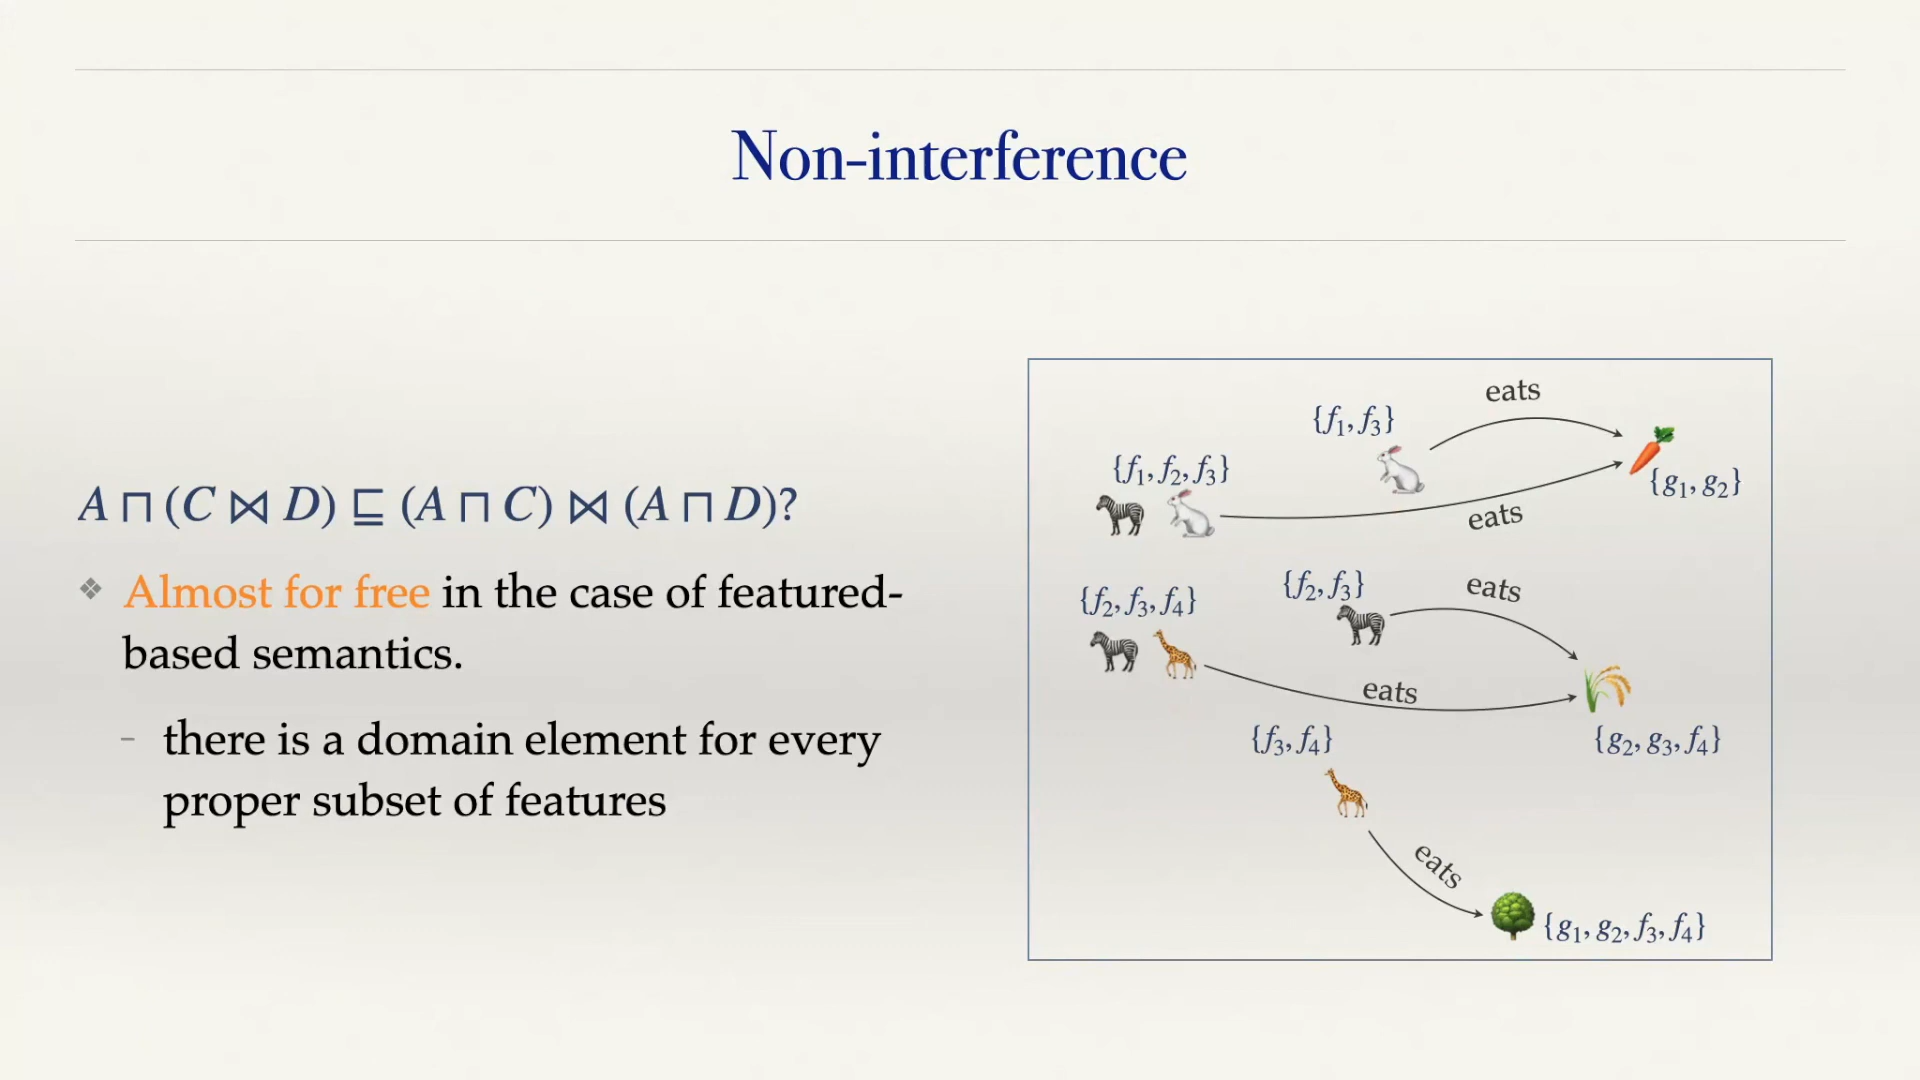 Non-interference
A ⊓ (C ⋈ D) ⊑ (A ⊓ C) ⋈ (A ⊓ D)?
❖ Almost for free in the case of featured-
based semantics.
– there is a domain element for every
proper subset of features
eats
{f₁, f₃}
{f₁, f₂, f₃}
{g₁, g₂}
eats
{f₂, f₃}
eats
{f₂, f₃, f₄}
eats
{f₃, f₄}
{g₂, g₃, f₄}
eats
{g₁, g₂, f₃, f₄}